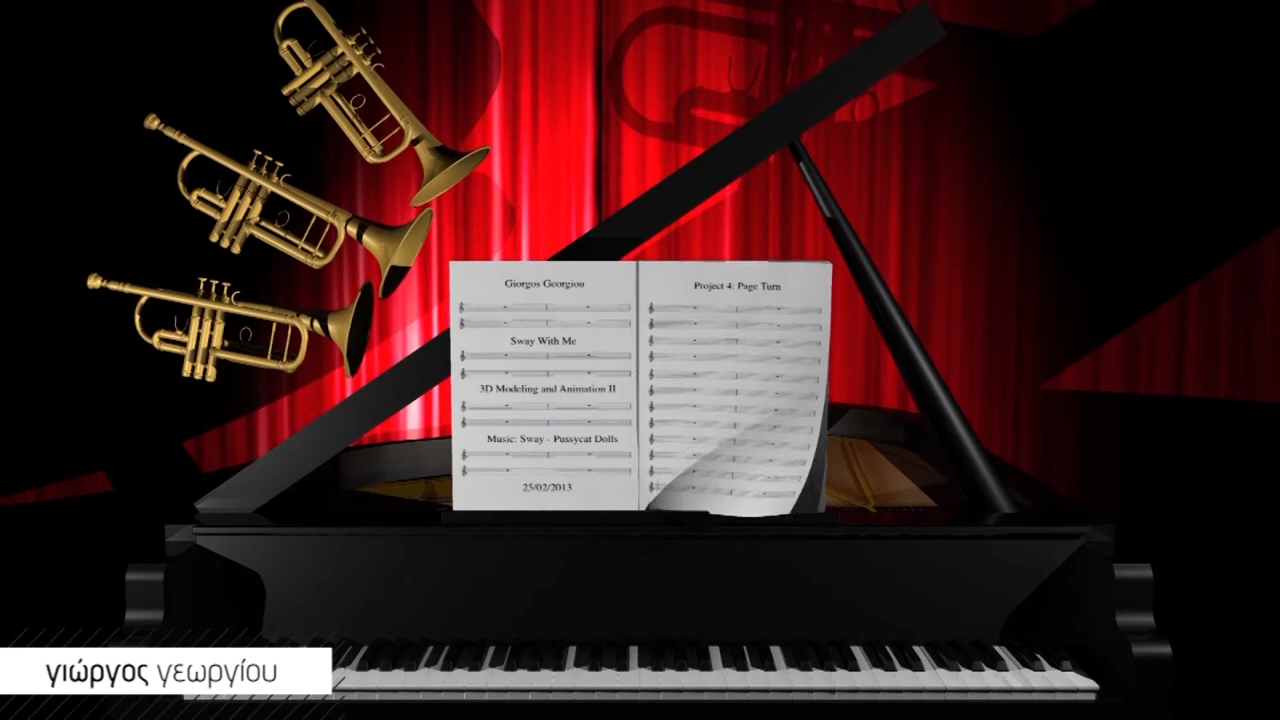 Giorgos Georgiou
Sway With Me
3D Modeling and Animation II
Music: Sway - Pussycat Dolls
25/02/2013
Project 4: Page Turn
γιώργος γεωργίου